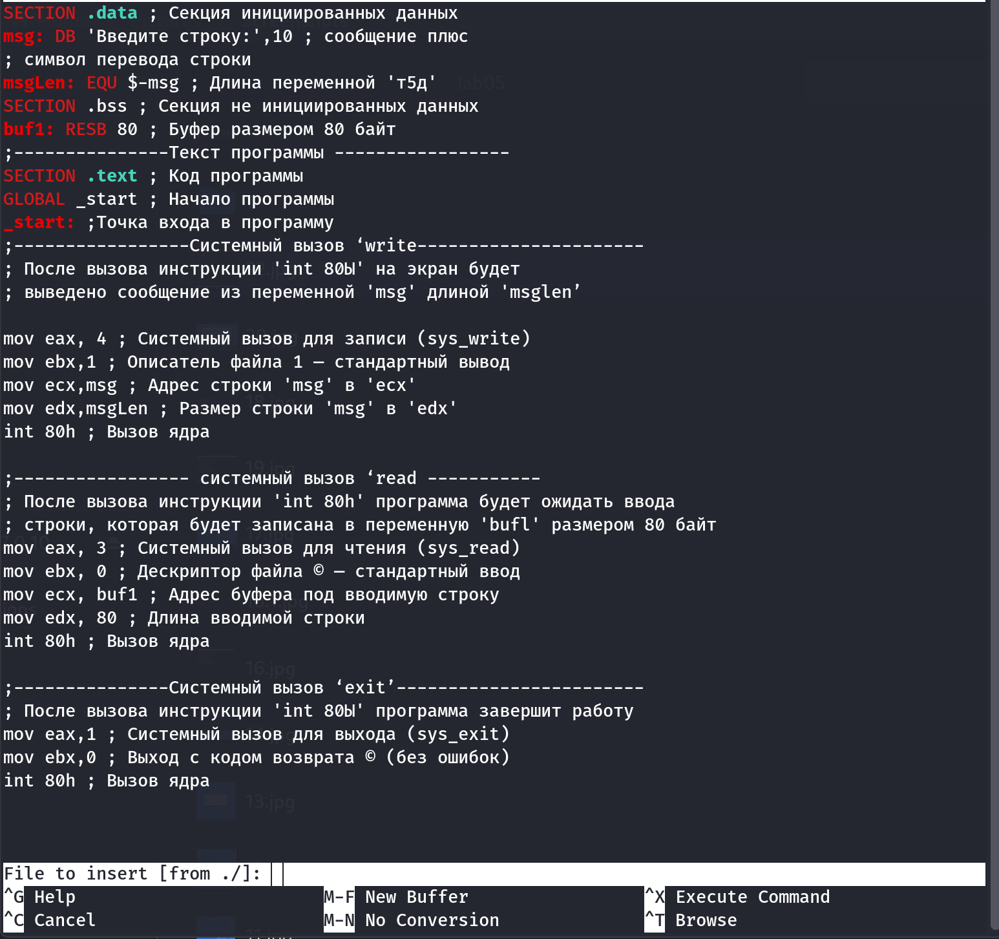 SECTION .data ; Секция инициированных данных
msg: DB 'Введите строку:',10 ; сообщение плюс
; символ перевода строки
msgLen: EQU $-msg ; Длина переменной 'т5д'
lab05
SECTION .bss ; Секция не инициированных данных
buf1: RESB 80 ; Буфер размером 80 байт
;---------------Текст программы -----------------
SECTION .text ; Код программы
GLOBAL _start ; Начало программы
_start: ;Точка входа в программу
;-----------------Системный вызов ‘write----------------------
; После вызова инструкции 'int 80Ы' на экран будет
; выведено сообщение из переменной 'msg' длиной 'msglen’
mov eax, 4 ; Системный вызов для записи (sys_write)
mov ebx,1 ; Описатель файла 1 — стандартный вывод
mov ecx,msg ; Адрес строки 'msg' в 'ecx'
mov edx,msgLen ; Размер строки 'msg' в 'edx'
int 80h ; Вызов ядра
19.jpg
;----------------- системный вызов ‘read -----------
; После вызова инструкции 'int 80h' программа будет ожидать ввода
; строки, которая будет записана в переменную 'bufl' размером 80 байт
17.jpg
mov eax, 3 ; Системный вызов для чтения (sys_read)
mov ebx, 0 ; Дескриптор файла © — стандартный ввод
mov ecx, buf1 ; Адрес буфера под вводимую строку
mov edx, 80 ; Длина вводимой строки
int 80h ; Вызов ядра
16.jpg
;---------------Системный вызов ‘exit’------------------------
; После вызова инструкции 'int 80Ы' программа завершит работу
mov eax,1 ; Системный вызов для выхода (sys_exit)
mov ebx,0 ; Выход с кодом возврата © (без ошибок)
int 80h ; Вызов ядра
13.jpg
File to insert [from ./]:
^G Help M-F New Buffer ^X Execute Command
^C Cancel M-N No Conversion ^T Browse